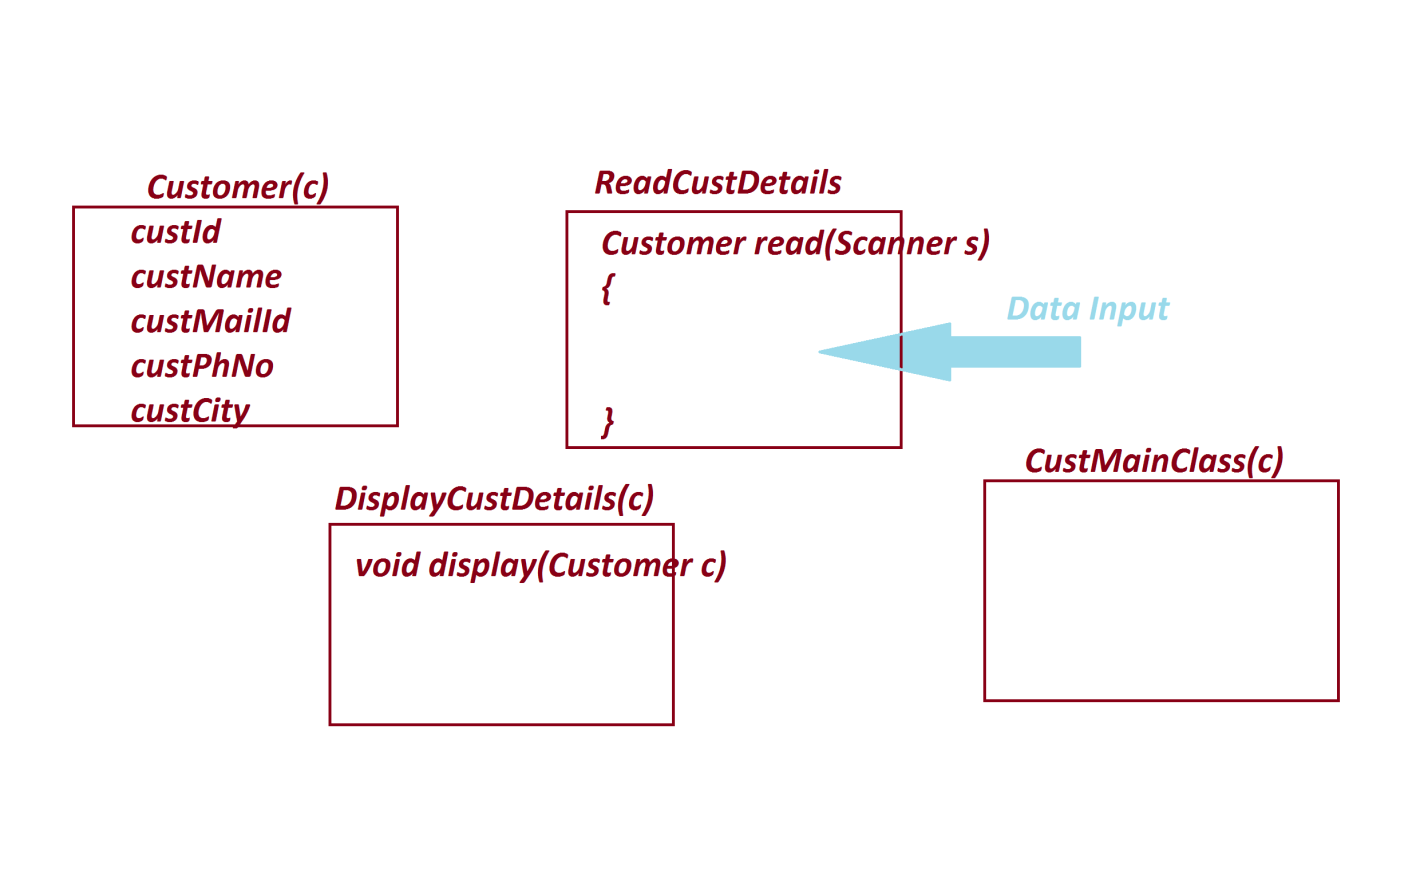 Customer(c)
custId
custName
custMailId
custPhNo
custCity
ReadCustDetails
Customer read(Scanner s)
{
}
Data Input
DisplayCustDetails(c)
void display(Customer c)
CustMainClass(c)